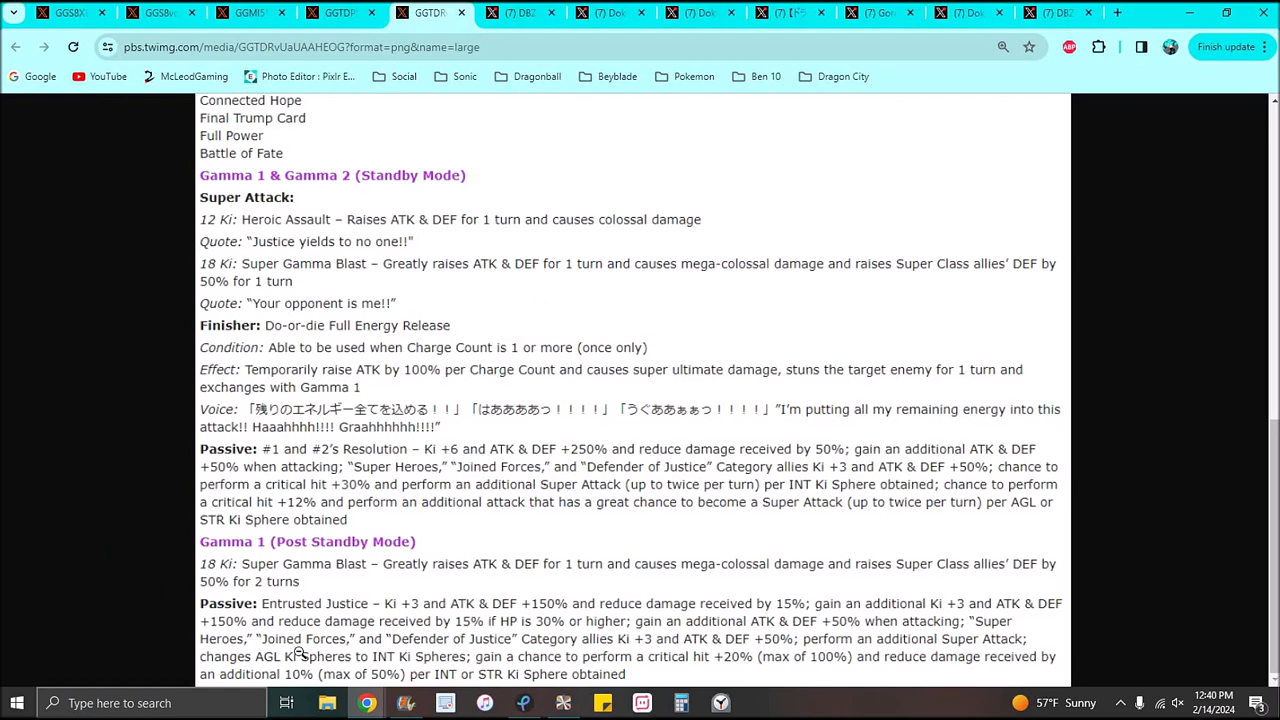 GGS8X
GGS8v
GGMI5
GGTDP
GGTDR
(7) DBZ
(7) Dok
(7) Dok
(7)
(7) Gor
(7) Dok
(7) DBZ
pbs.twimg.com/media/GGTDRvUaUAAHEOG?format=png&name=large
ABP
Finish update
Google
YouTube
McLeodGaming
Photo Editor : Pixlr E...
Social
Sonic
Dragonball
Beyblade
Pokemon
Ben 10
Dragon City
Connected Hope
Final Trump Card
Full Power
Battle of Fate
Gamma 1 & Gamma 2 (Standby Mode)
Super Attack:
12 Ki: Heroic Assault – Raises ATK & DEF for 1 turn and causes colossal damage
Quote: “Justice yields to no one!!"
18 Ki: Super Gamma Blast – Greatly raises ATK & DEF for 1 turn and causes mega-colossal damage and raises Super Class allies’ DEF by
50% for 1 turn
Quote: “Your opponent is me!!”
Finisher: Do-or-die Full Energy Release
Condition: Able to be used when Charge Count is 1 or more (once only)
Effect: Temporarily raise ATK by 100% per Charge Count and causes super ultimate damage, stuns the target enemy for 1 turn and
exchanges with Gamma 1
Voice: 「残りのエネルギー全てを込める！！」「はああああっ！！！！」「うぐああぁぁっ！！！！」”I’m putting all my remaining energy into this
attack!! Haaahhhh!!!! Graahhhhhh!!!!”
Passive: #1 and #2’s Resolution – Ki +6 and ATK & DEF +250% and reduce damage received by 50%; gain an additional ATK & DEF
+50% when attacking; “Super Heroes,” “Joined Forces,” and “Defender of Justice” Category allies Ki +3 and ATK & DEF +50%; chance to
perform a critical hit +30% and perform an additional Super Attack (up to twice per turn) per INT Ki Sphere obtained; chance to perform
a critical hit +12% and perform an additional attack that has a great chance to become a Super Attack (up to twice per turn) per AGL or
STR Ki Sphere obtained
Gamma 1 (Post Standby Mode)
18 Ki: Super Gamma Blast – Greatly raises ATK & DEF for 1 turn and causes mega-colossal damage and raises Super Class allies’ DEF by
50% for 2 turns
Passive: Entrusted Justice – Ki +3 and ATK & DEF +150% and reduce damage received by 15%; gain an additional Ki +3 and ATK & DEF
+150% and reduce damage received by 15% if HP is 30% or higher; gain an additional ATK & DEF +50% when attacking; “Super
Heroes,” “Joined Forces,” and “Defender of Justice” Category allies Ki +3 and ATK & DEF +50%; perform an additional Super Attack;
changes AGL Ki Spheres to INT Ki Spheres; gain a chance to perform a critical hit +20% (max of 100%) and reduce damage received by
an additional 10% (max of 50%) per INT or STR Ki Sphere obtained
Type here to search
57°F Sunny
12:40 PM
2/14/2024
3